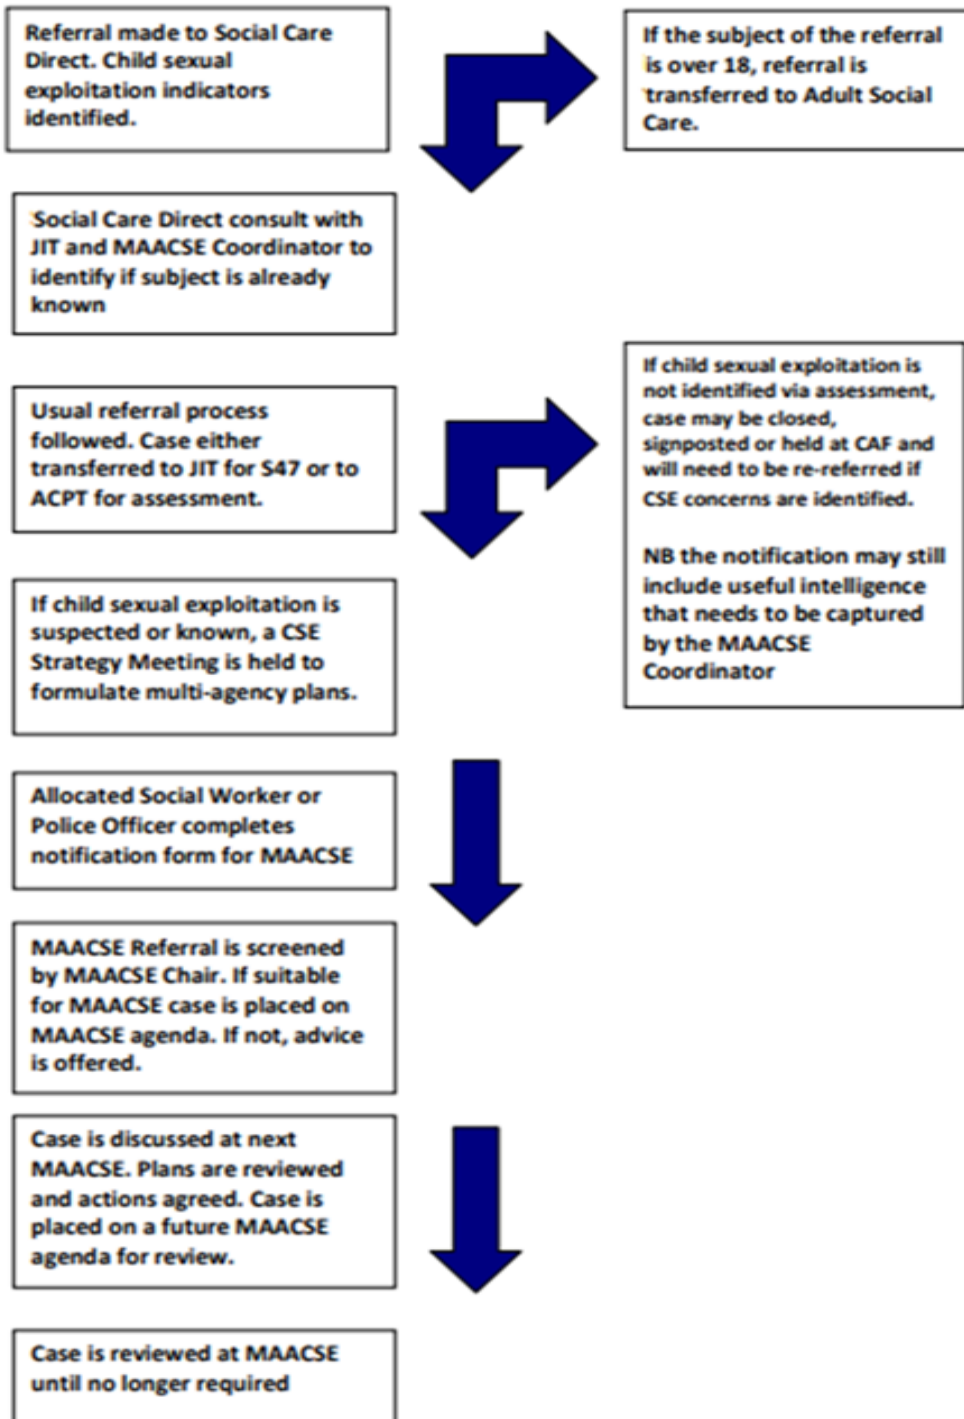 Referral made to Social Care
Direct. Child sexual
exploitation indicators
identified.
If the subject of the referral
is over 18, referral is
transferred to Adult Social
Care.
Social Care Direct consult with
JIT and MAACSE Coordinator to
identify if subject is already
known
Usual referral process
followed. Case either
transferred to JIT for S47 or to
ACPT for assessment.
If child sexual exploitation is
not identified via assessment,
case may be closed,
signposted or held at CAF and
will need to be re-referred if
CSE concerns are identified.
NB the notification may still
include useful intelligence
that needs to be captured
by the MAACSE
Coordinator
If child sexual exploitation is
suspected or known, a CSE
Strategy Meeting is held to
formulate multi-agency plans.
Allocated Social Worker or
Police Officer completes
notification form for MAACSE
MAACSE Referral is screened
by MAACSE Chair. If suitable
for MAACSE case is placed on
MAACSE agenda. If not, advice
is offered.
Case is discussed at next
MAACSE. Plans are reviewed
and actions agreed. Case is
placed on a future MAACSE
agenda for review.
Case is reviewed at MAACSE
until no longer required